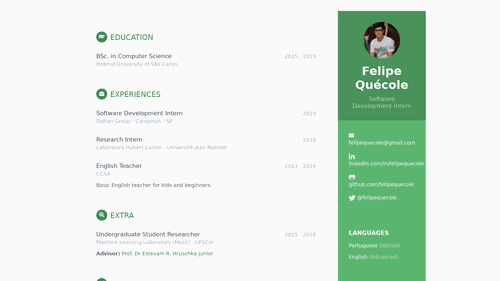 EDUCATION
BSc. in Computer Science 2015 - 2019
Federal University of São Carlos
EXPERIENCES
Software Development Intern 2019
Daitan Group - Campinas - SP
Research Intern 2018
Laboratory Hubert Curien - Université Jean Monnet
English Teacher 2013 - 2014
CCAA
Basic English teacher for kids and beginners.
EXTRA
Undergraduate Student Researcher 2015 - 2018
Machine Learning Laboratory (MaLL) - UFSCar
Advisor: Prof. Dr Estevam R. Hruschka Junior
Felipe
Quécole
Software
Development Intern
felipequecole@gmail.com
linkedin.com/in/felipequecole
github.com/felipequecole
@felipequecole
LANGUAGES
Portuguese (Native)
English (Advanced)